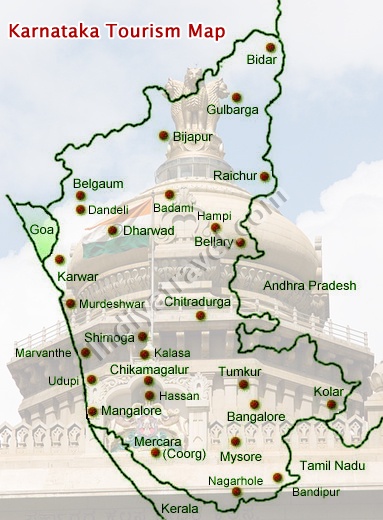 Karnataka Tourism Map
Bidar
Gulbarga
Bijapur
Raichur
Belgaum
Badami
Dandeli
Hampi
Goa
Dharwad
Bellary
Karwar
Andhra Pradesh
Murdeshwar
Chitradurga
Shimoga
Marvanthe
Kalasa
Chikamagalur
Tumkur
Udupi
Hassan
Kolar
Mangalore
Bangalore
Mercara
(Coorg)
Mysore
Tamil Nadu
Nagarhole
Bandipur
Kerala